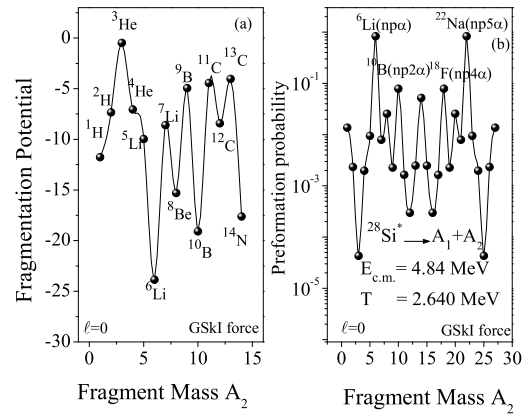 (a)
³He
¹³C
¹¹C
⁹B
²H
⁴He
⁷Li
¹H
⁵Li
¹²C
⁸Be
¹⁴N
¹⁰B
⁶Li
ℓ=0
GSkI force
0
-5
-10
-15
-20
-25
-30
0 5 10 15
Fragmentation Potential
Fragment Mass A₂
²²Na(np5α)
⁶Li(npα)
(b)
¹⁰B(np2α) ¹⁸F(np4α)
²⁸Si* → A₁+A₂
E_c.m. = 4.84 MeV
T = 2.640 MeV
ℓ=0
GSkI force
10⁻¹
10⁻³
10⁻⁵
0 5 10 15 20 25 30
Preformation probability
Fragment Mass A₂